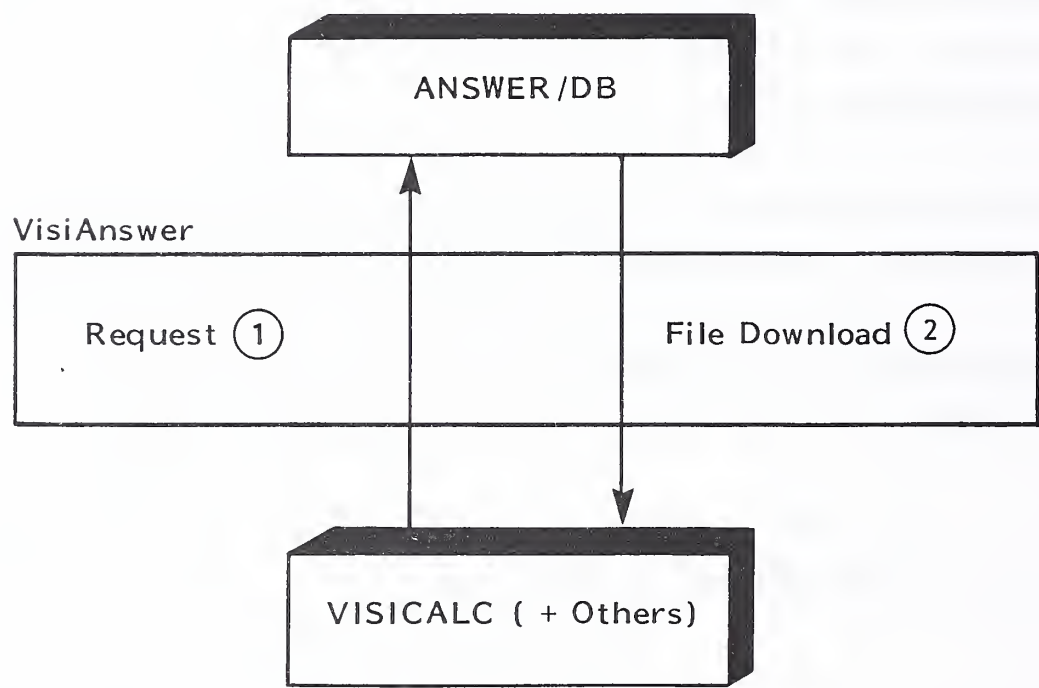 ANSWER/DB
VisiAnswer
Request 1
File Download 2
VISICALC ( + Others)